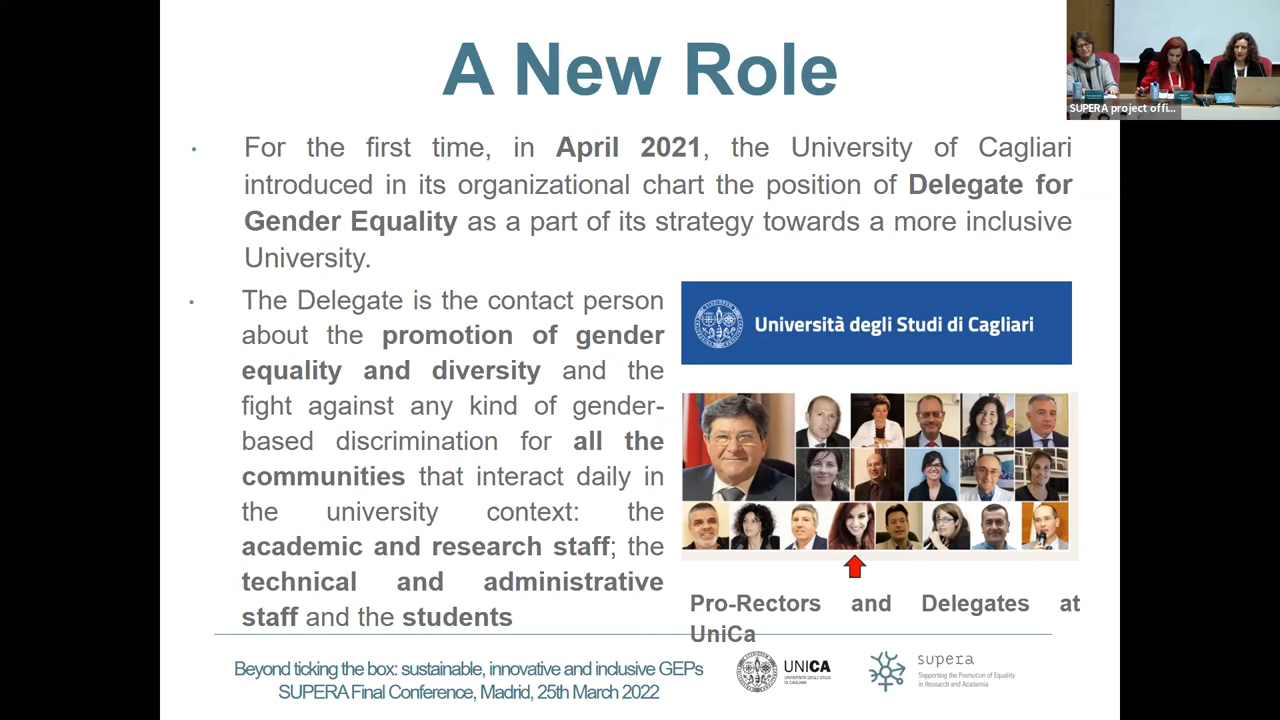 A New Role
SUPERA project offi...
For the first time, in April 2021, the University of Cagliari
introduced in its organizational chart the position of Delegate for
Gender Equality as a part of its strategy towards a more inclusive
University.
The Delegate is the contact person
about the promotion of gender
equality and diversity and the
fight against any kind of gender-
based discrimination for all the
communities that interact daily in
the university context: the
academic and research staff; the
technical and administrative
staff and the students
Università degli Studi di Cagliari
Pro-Rectors and Delegates at
UniCa
Beyond ticking the box: sustainable, innovative and inclusive GEPs
SUPERA Final Conference, Madrid, 25th March 2022
UNICA
UNIVERSITÀ DEGLI STUDI
DI CAGLIARI
supera
Supporting the Promotion of Equality
in Research and Academia